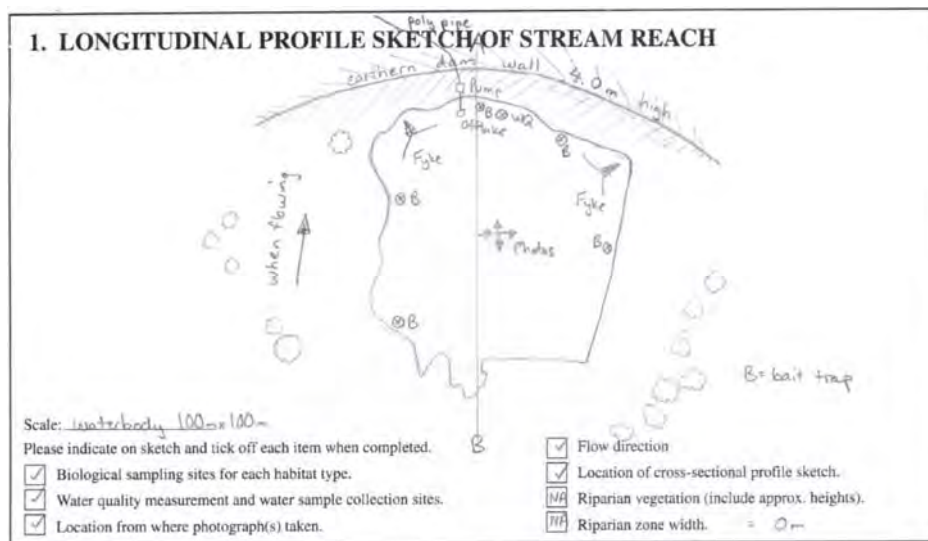 poly pipe
1. LONGITUDINAL PROFILE SKETCH OF STREAM REACH
A
earthern dam wall 4.0m high
Pump
B WQ
Offtake
B
Fyke
Fyke
when flowing
B
Photos
B
B
B = bait trap
Scale: waterbody 100m x 100m
Please indicate on sketch and tick off each item when completed.
B
Biological sampling sites for each habitat type.
Water quality measurement and water sample collection sites.
Location from where photograph(s) taken.
Flow direction
Location of cross-sectional profile sketch.
NA Riparian vegetation (include approx. heights).
NA Riparian zone width. = 0m